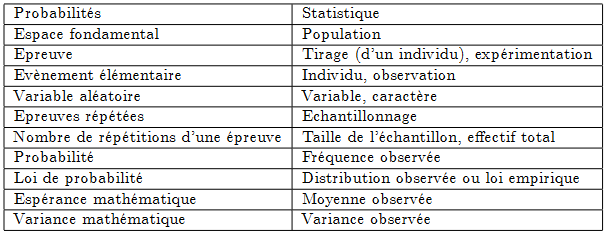 Probabilités Statistique
Espace fondamental Population
Epreuve Tirage (d'un individu), expérimentation
Evènement élémentaire Individu, observation
Variable aléatoire Variable, caractère
Epreuves répétées Echantillonnage
Nombre de répétitions d'une épreuve Taille de l'échantillon, effectif total
Probabilité Fréquence observée
Loi de probabilité Distribution observée ou loi empirique
Espérance mathématique Moyenne observée
Variance mathématique Variance observée